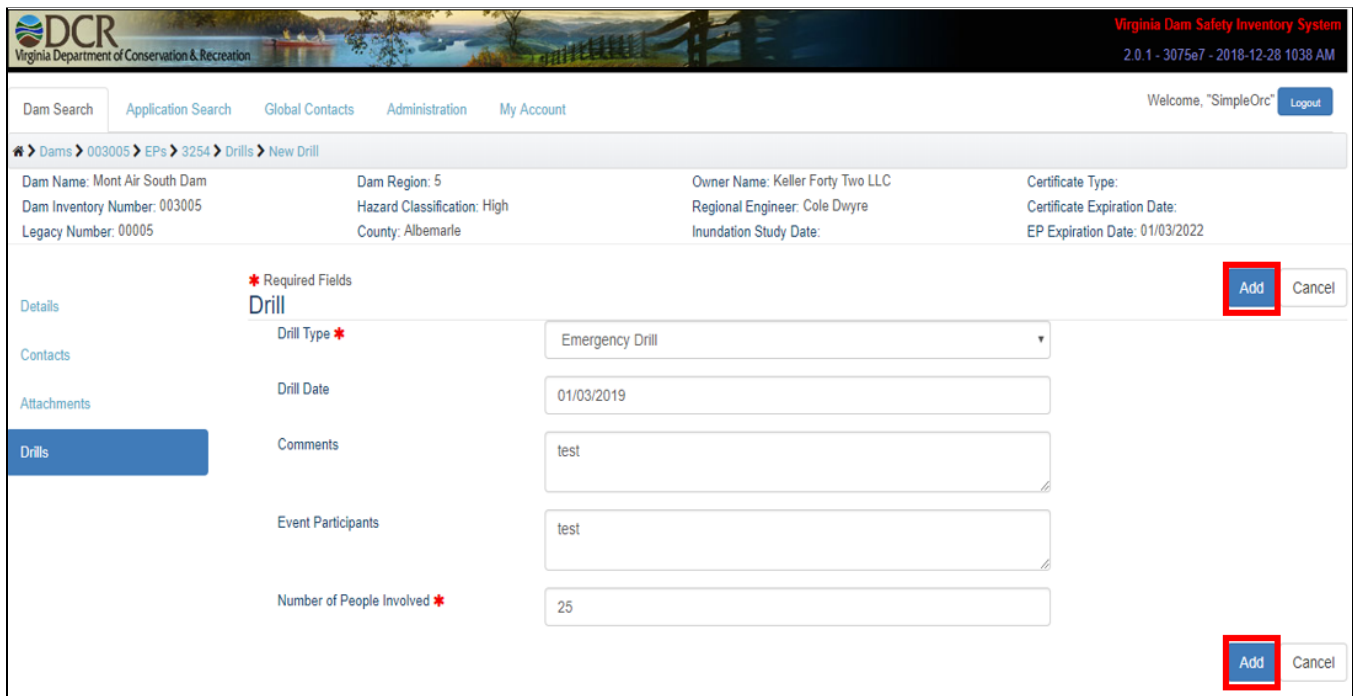 DCR
Virginia Department of Conservation & Recreation
Virginia Dam Safety Inventory System
2.0.1 - 3075e7 - 2018-12-28 1038 AM
Dam Search Application Search Global Contacts Administration My Account
Welcome, "SimpleOrc" Logout
Dams 003005 EPs 3254 Drills New Drill
Dam Name: Mont Air South Dam Dam Region: 5 Owner Name: Keller Forty Two LLC Certificate Type:
Dam Inventory Number: 003005 Hazard Classification: High Regional Engineer: Cole Dwyre Certificate Expiration Date:
Legacy Number: 00005 County: Albemarle Inundation Study Date: EP Expiration Date: 01/03/2022
Details
Contacts
Attachments
Drills
* Required Fields
Drill
Add Cancel
Drill Type * Emergency Drill
Drill Date 01/03/2019
Comments test
Event Participants test
Number of People Involved * 25
Add Cancel